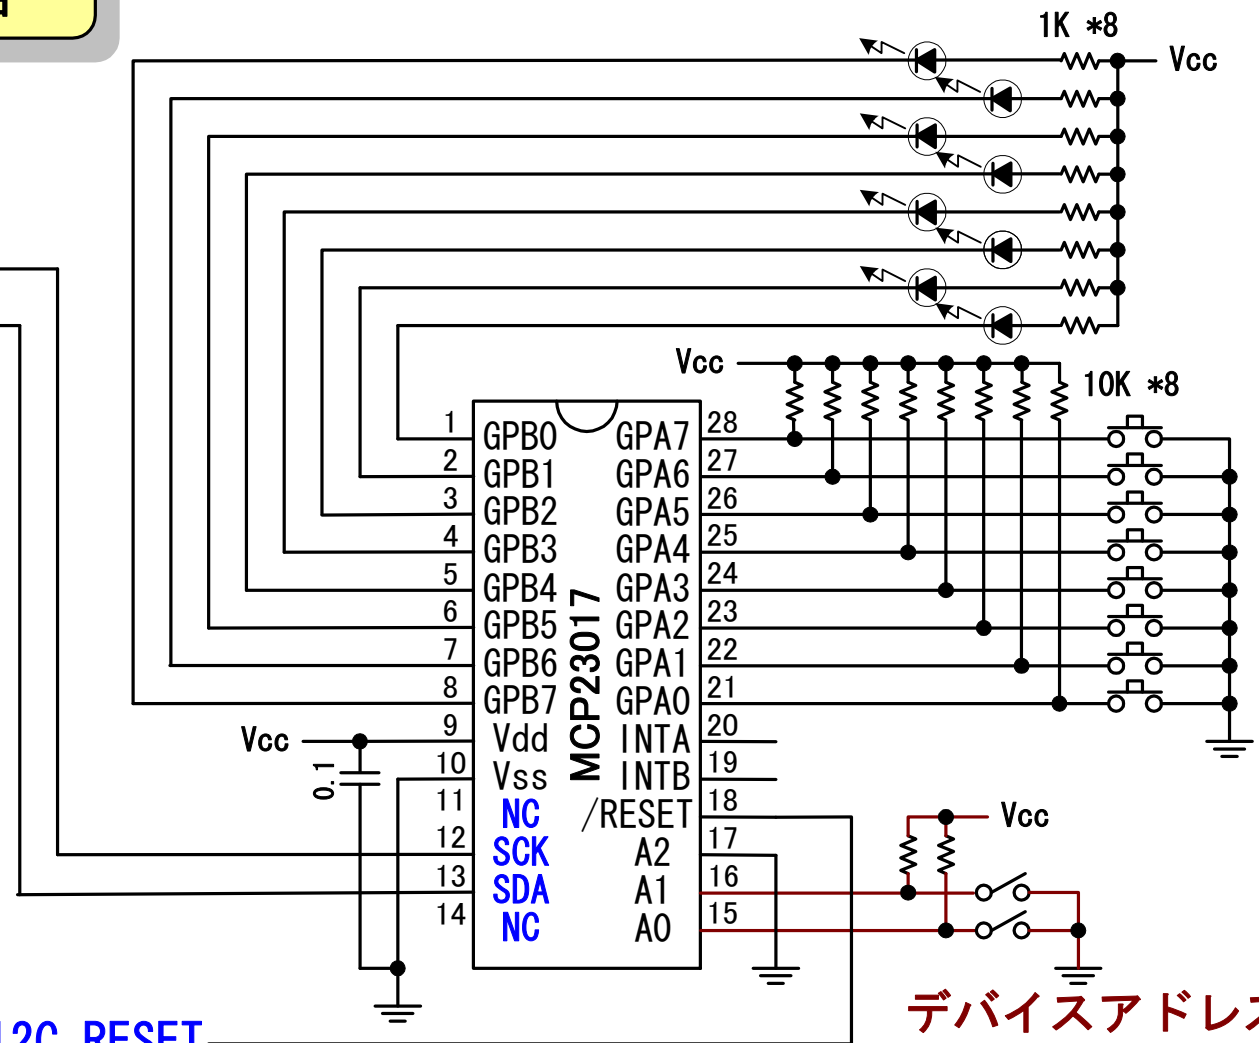 1K *8
Vcc
Vcc
10K *8
1 GPB0 GPA7 28
2 GPB1 GPA6 27
3 GPB2 GPA5 26
4 GPB3 GPA4 25
5 GPB4 GPA3 24
6 GPB5 GPA2 23
7 GPB6 GPA1 22
8 GPB7 GPA0 21
MCP23017
Vcc 9 Vdd INTA 20
0.1
10 Vss INTB 19
11 NC /RESET 18
Vcc
12 SCK A2 17
13 SDA A1 16
14 NC A0 15
デバイスアドレス
I2C RESET